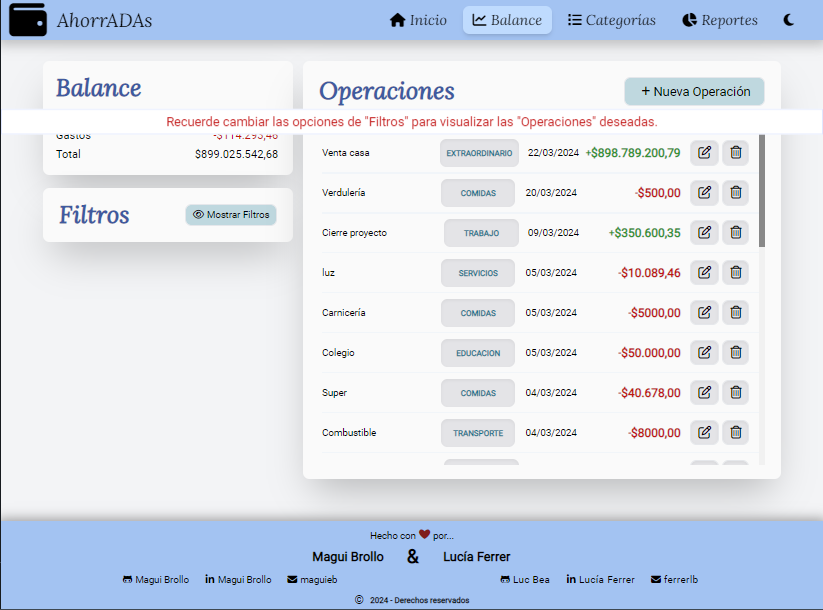 AhorrADAs
Inicio
Balance
Categorías
Reportes
Balance
Operaciones
+ Nueva Operación
Recuerde cambiar las opciones de "Filtros" para visualizar las "Operaciones" deseadas.
Gastos -$114.293,46
Total $899.025.542,68
Filtros
Mostrar Filtros
Venta casa EXTRAORDINARIO 22/03/2024 +$898.789.200,79
Verdulería COMIDAS 20/03/2024 -$500,00
Cierre proyecto TRABAJO 09/03/2024 +$350.600,35
luz SERVICIOS 05/03/2024 -$10.089,46
Carnicería COMIDAS 05/03/2024 -$5000,00
Colegio EDUCACION 05/03/2024 -$50.000,00
Super COMIDAS 04/03/2024 -$40.678,00
Combustible TRANSPORTE 04/03/2024 -$8000,00
Hecho con por...
Magui Brollo & Lucía Ferrer
Magui Brollo in Magui Brollo maguieb
Luc Bea in Lucía Ferrer ferrerlb
© 2024 - Derechos reservados